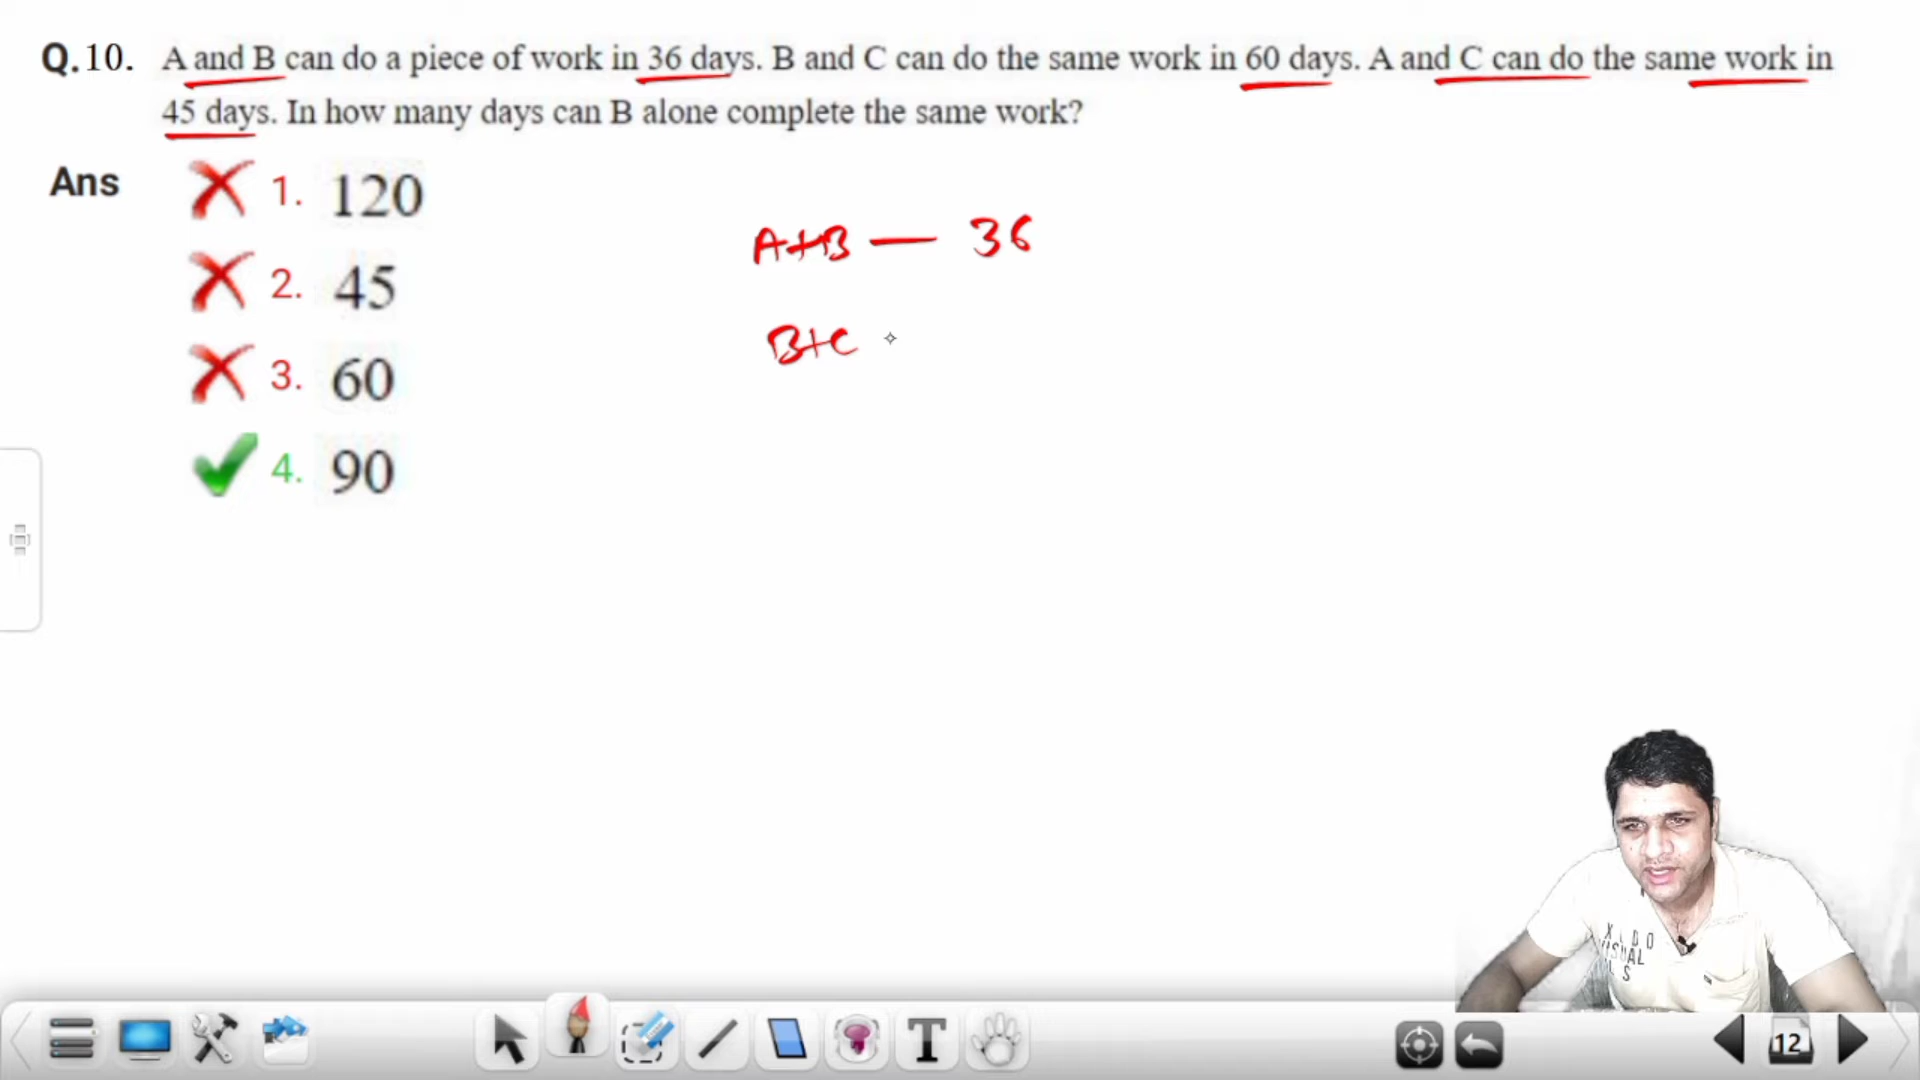 Q.10. A and B can do a piece of work in 36 days. B and C can do the same work in 60 days. A and C can do the same work in
45 days. In how many days can B alone complete the same work?
Ans
1. 120
2. 45
3. 60
4. 90
A+B — 36
B+C
T
12